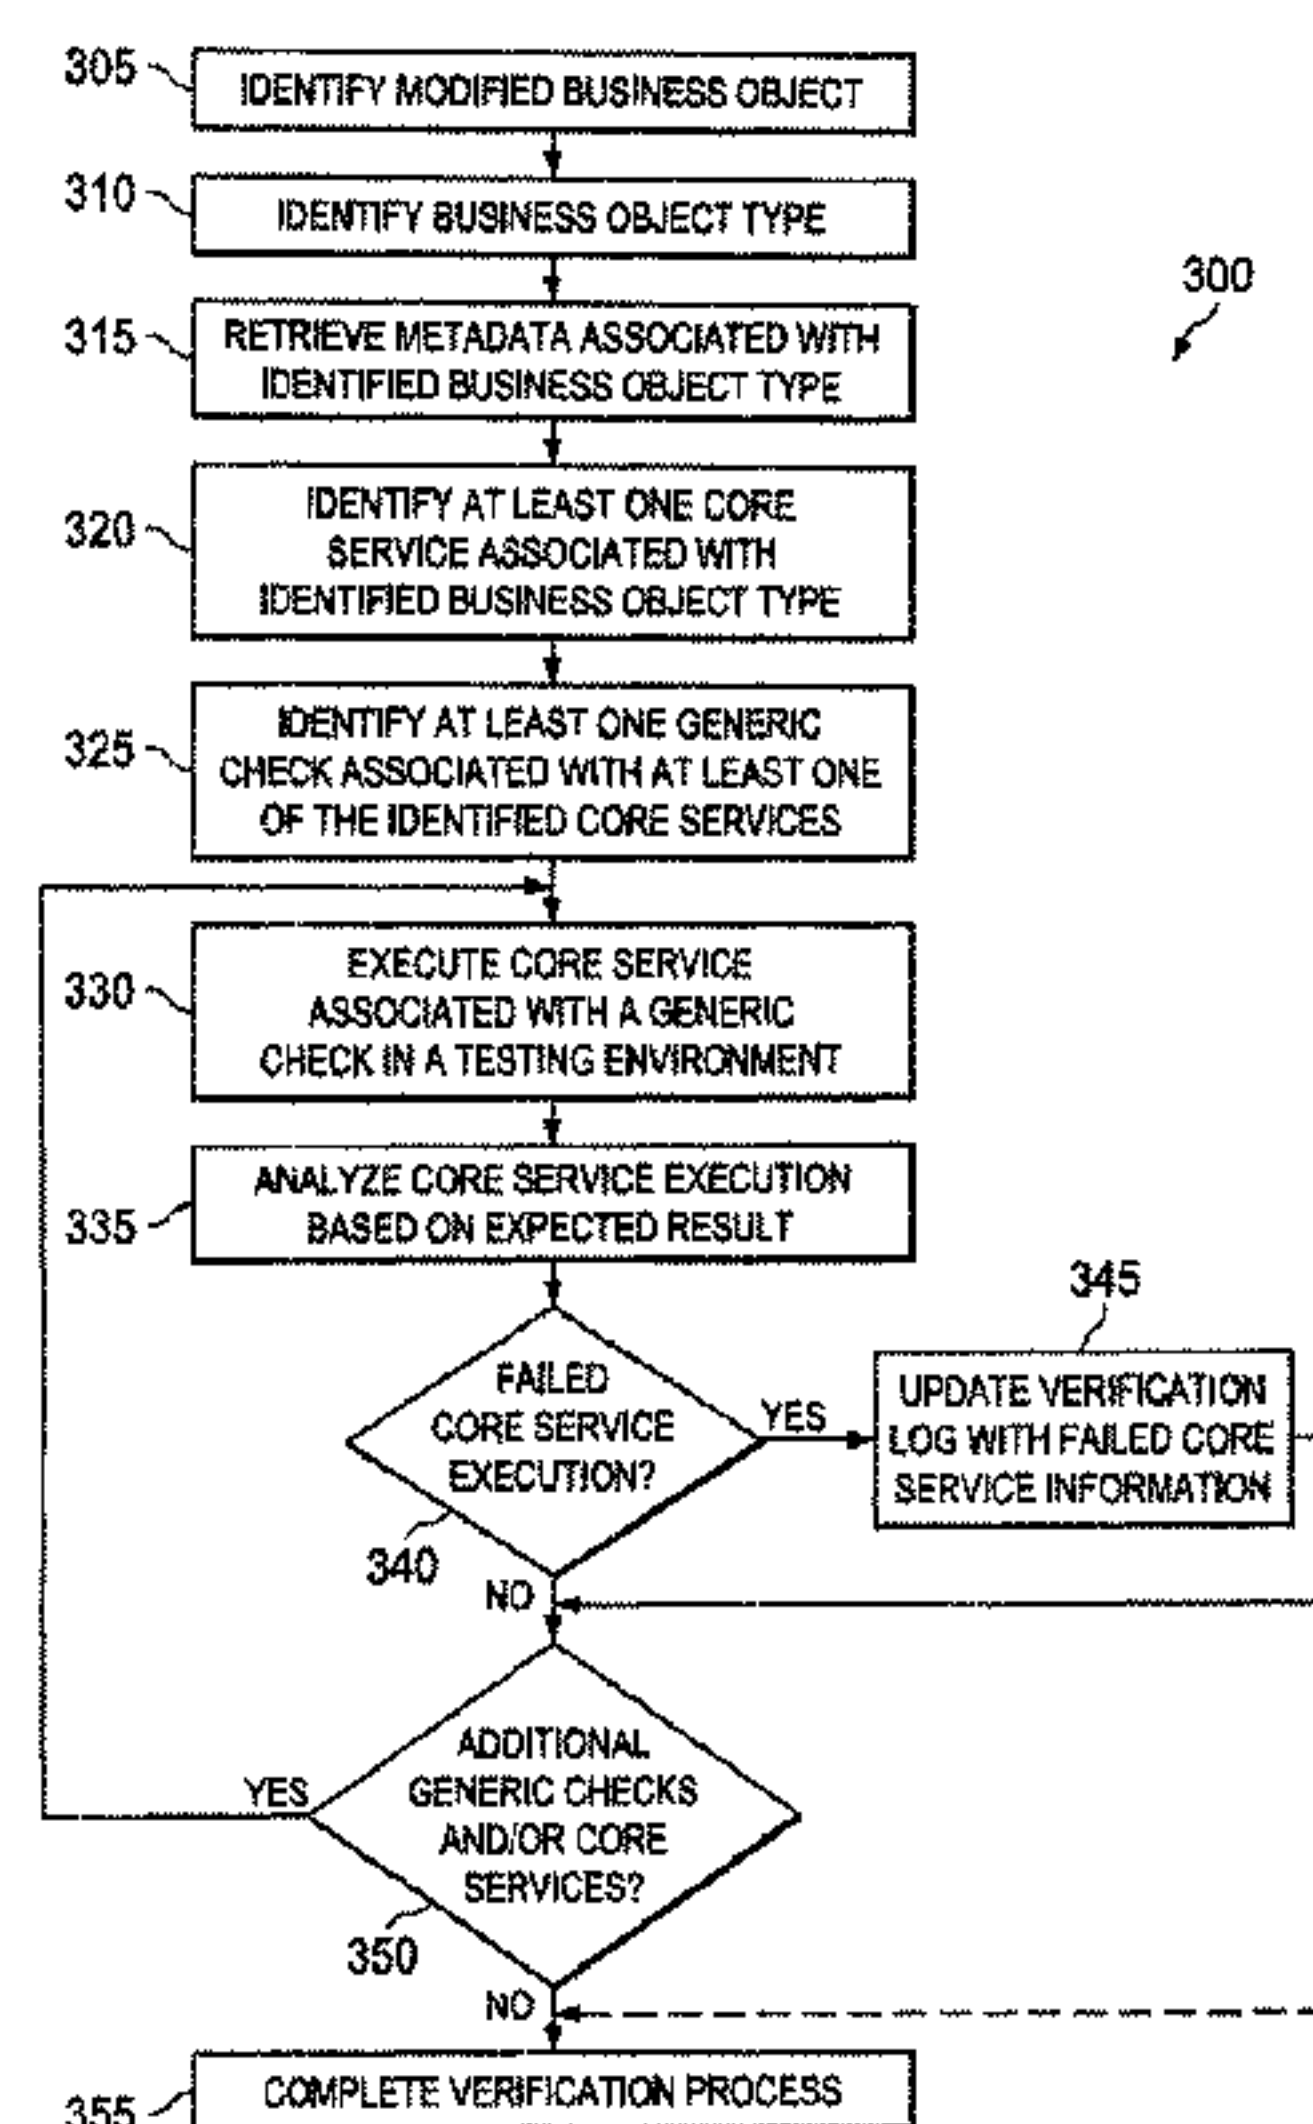 305
IDENTIFY MODIFIED BUSINESS OBJECT
310
IDENTIFY BUSINESS OBJECT TYPE
300
315
RETRIEVE METADATA ASSOCIATED WITH
IDENTIFIED BUSINESS OBJECT TYPE
320
IDENTIFY AT LEAST ONE CORE
SERVICE ASSOCIATED WITH
IDENTIFIED BUSINESS OBJECT TYPE
325
IDENTIFY AT LEAST ONE GENERIC
CHECK ASSOCIATED WITH AT LEAST ONE
OF THE IDENTIFIED CORE SERVICES
330
EXECUTE CORE SERVICE
ASSOCIATED WITH A GENERIC
CHECK IN A TESTING ENVIRONMENT
335
ANALYZE CORE SERVICE EXECUTION
BASED ON EXPECTED RESULT
340
FAILED
CORE SERVICE
EXECUTION?
YES
345
UPDATE VERIFICATION
LOG WITH FAILED CORE
SERVICE INFORMATION
NO
350
ADDITIONAL
GENERIC CHECKS
AND/OR CORE
SERVICES?
YES
NO
355
COMPLETE VERIFICATION PROCESS